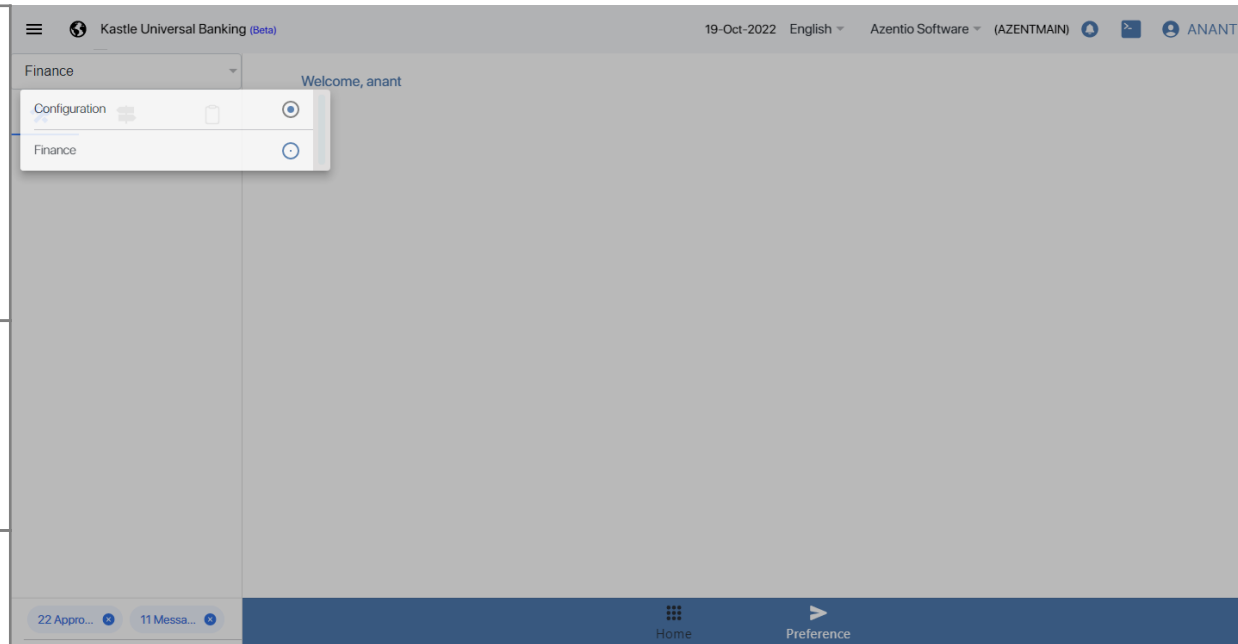 Kastle Universal Banking (Beta) 19-Oct-2022 English Azentio Software (AZENTMAIN) ANANT
Finance
Welcome, anant
Configuration
Finance
22 Appro... 11 Messa...
Home Preference